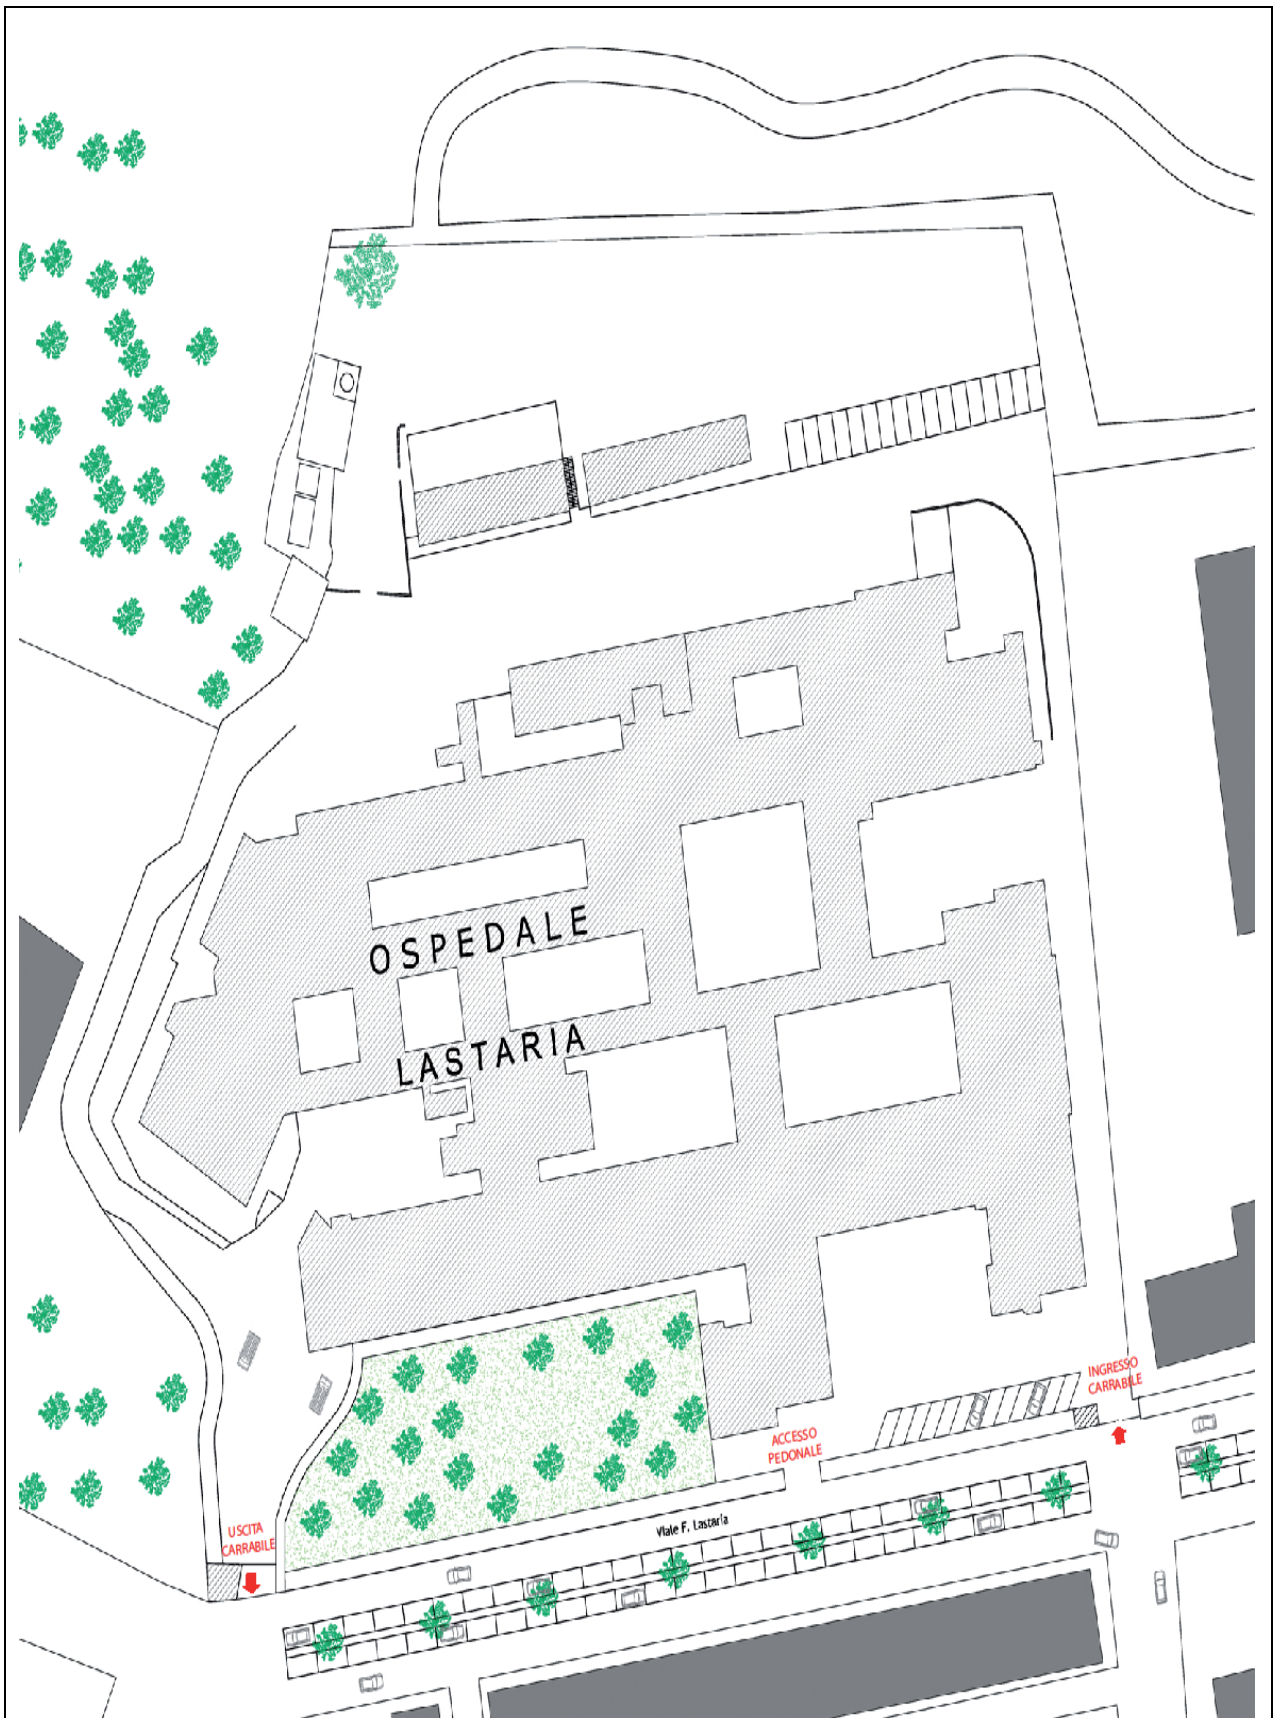 OSPEDALE
LASTARIA
INGRESSO
CARRABILE
ACCESSO
PEDONALE
Viale F. Lastaria
USCITA
CARRABILE